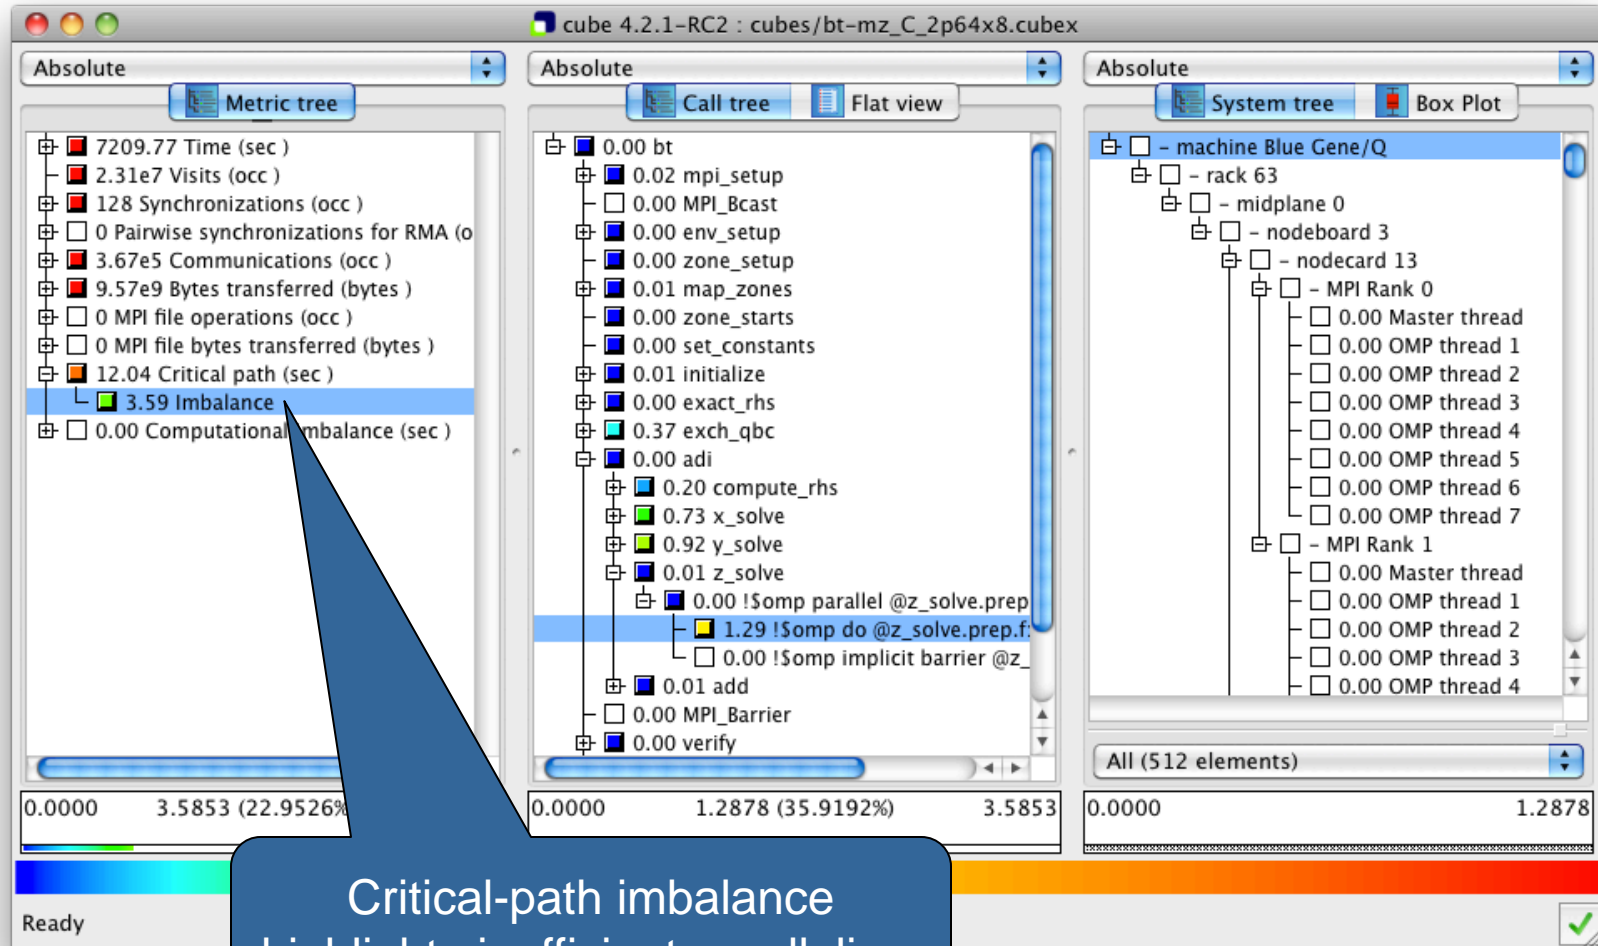 cube 4.2.1-RC2 : cubes/bt-mz_C_2p64x8.cubex
Absolute
Metric tree
7209.77 Time (sec )
2.31e7 Visits (occ )
128 Synchronizations (occ )
0 Pairwise synchronizations for RMA (o
3.67e5 Communications (occ )
9.57e9 Bytes transferred (bytes )
0 MPI file operations (occ )
0 MPI file bytes transferred (bytes )
12.04 Critical path (sec )
3.59 Imbalance
0.00 Computational mbalance (sec )
0.0000 3.5853 (22.9526%
Absolute
Call tree Flat view
0.00 bt
0.02 mpi_setup
0.00 MPI_Bcast
0.00 env_setup
0.00 zone_setup
0.01 map_zones
0.00 zone_starts
0.00 set_constants
0.01 initialize
0.00 exact_rhs
0.37 exch_qbc
0.00 adi
0.20 compute_rhs
0.73 x_solve
0.92 y_solve
0.01 z_solve
0.00 !$omp parallel @z_solve.prep
1.29 !$omp do @z_solve.prep.f:
0.00 !$omp implicit barrier @z_
0.01 add
0.00 MPI_Barrier
0.00 verify
0.0000 1.2878 (35.9192%) 3.5853
Absolute
System tree Box Plot
- machine Blue Gene/Q
- rack 63
- midplane 0
- nodeboard 3
- nodecard 13
- MPI Rank 0
0.00 Master thread
0.00 OMP thread 1
0.00 OMP thread 2
0.00 OMP thread 3
0.00 OMP thread 4
0.00 OMP thread 5
0.00 OMP thread 6
0.00 OMP thread 7
- MPI Rank 1
0.00 Master thread
0.00 OMP thread 1
0.00 OMP thread 2
0.00 OMP thread 3
0.00 OMP thread 4
All (512 elements)
0.0000 1.2878
Critical-path imbalance
highlights inefficient parallelism
Ready